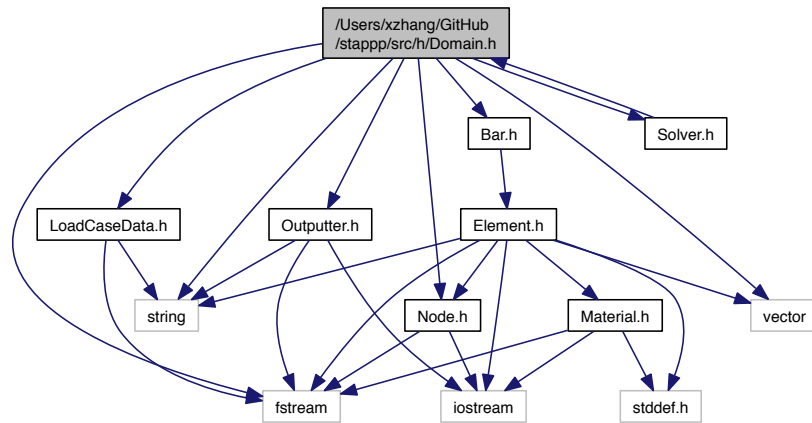 /Users/xzhang/GitHub
/stappp/src/h/Domain.h
Bar.h
Solver.h
LoadCaseData.h
Outputter.h
Element.h
string
Node.h
Material.h
vector
fstream
iostream
stddef.h